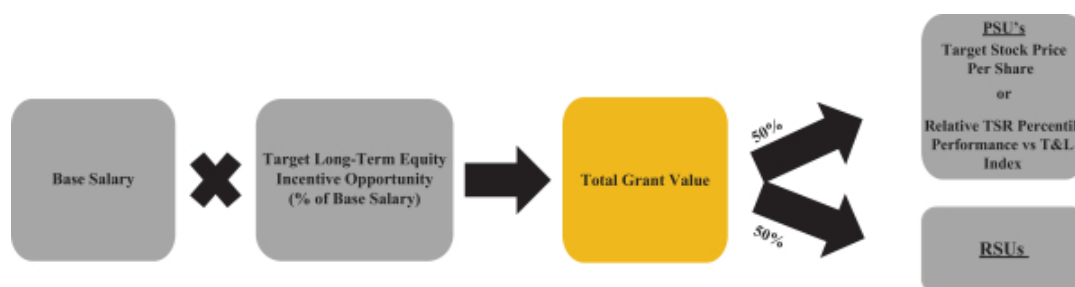 Base Salary
Target Long-Term Equity
Incentive Opportunity
(% of Base Salary)
Total Grant Value
50%
50%
PSU's
Target Stock Price
Per Share
or
Relative TSR Percentil
Performance vs T&L
Index
RSUs